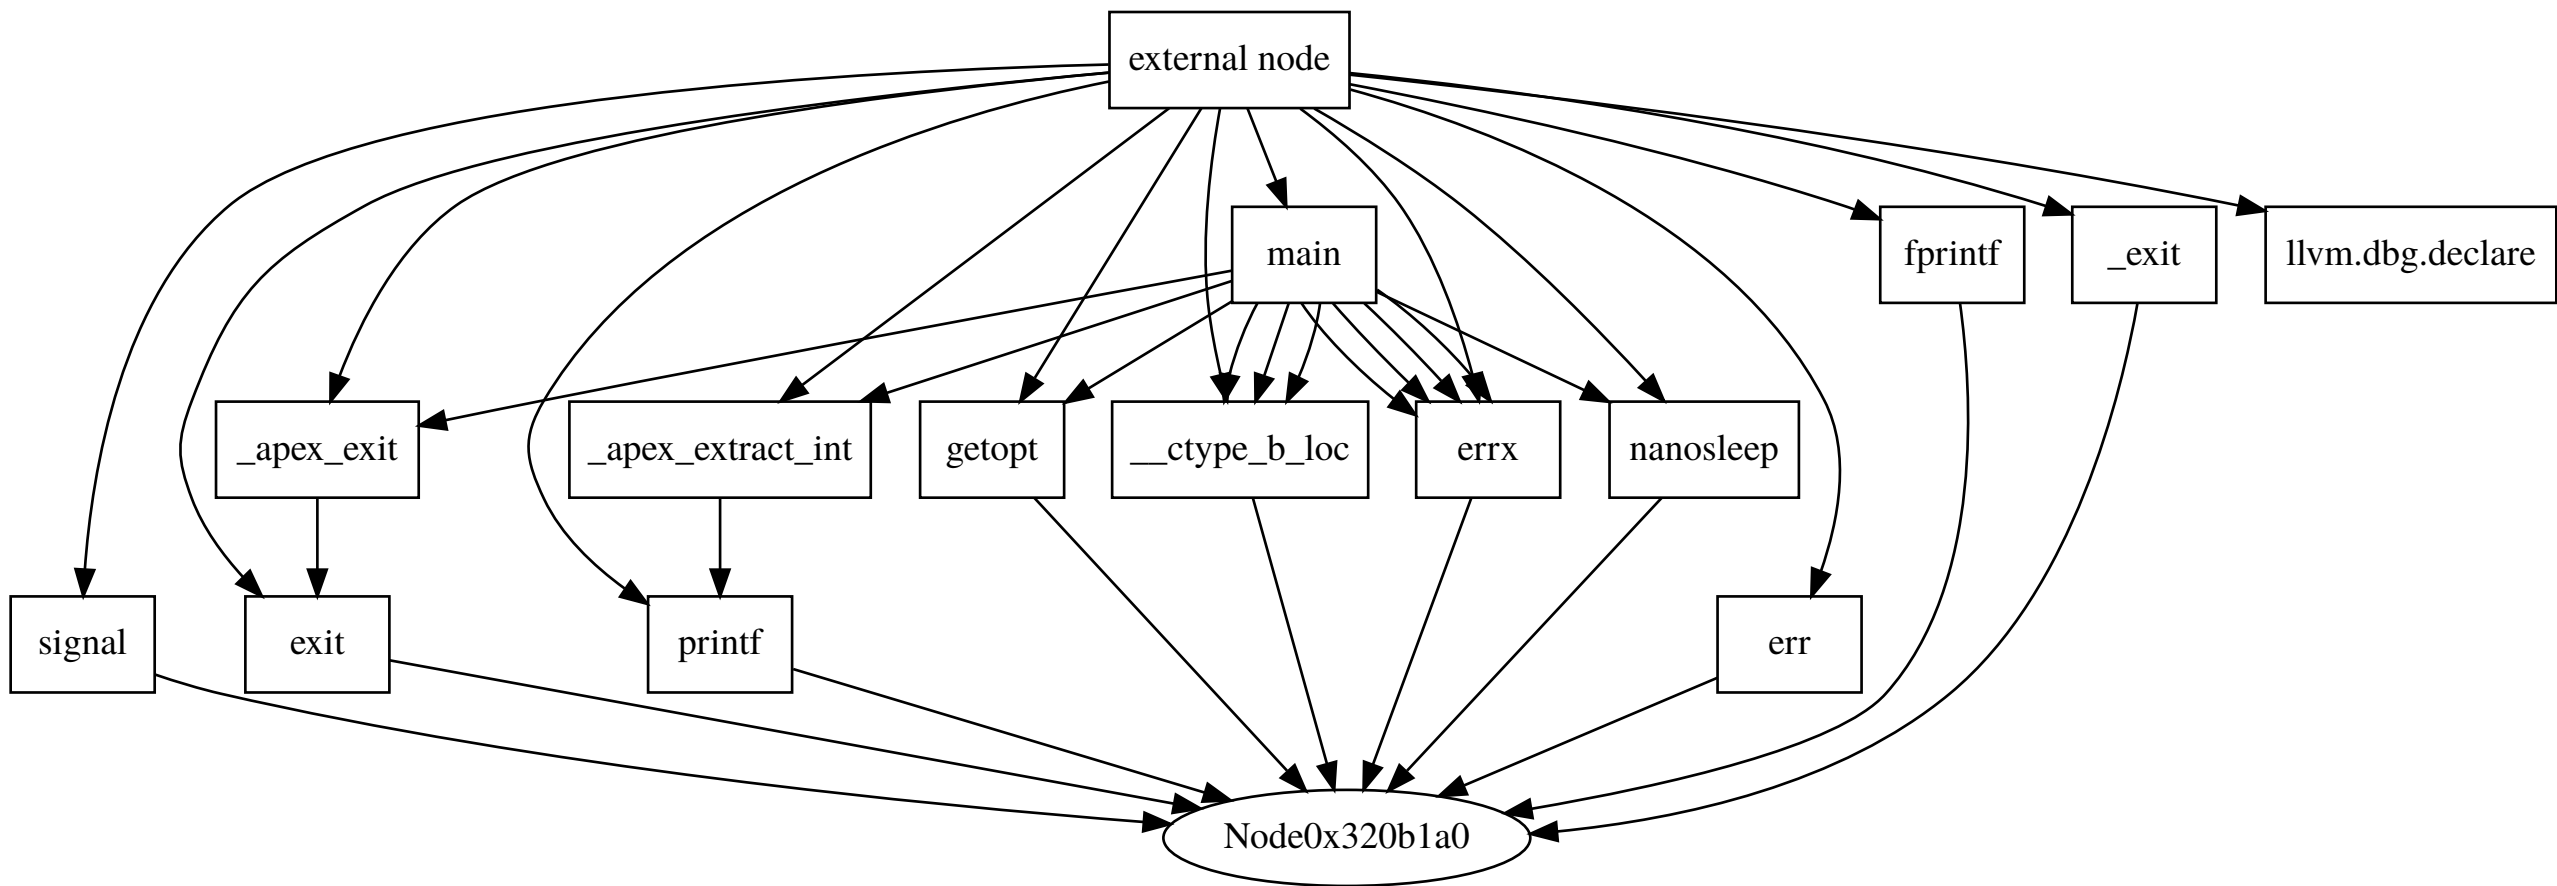 external node
main
fprintf
_exit
llvm.dbg.declare
_apex_exit
_apex_extract_int
getopt
__ctype_b_loc
errx
nanosleep
signal
exit
printf
err
Node0x320b1a0